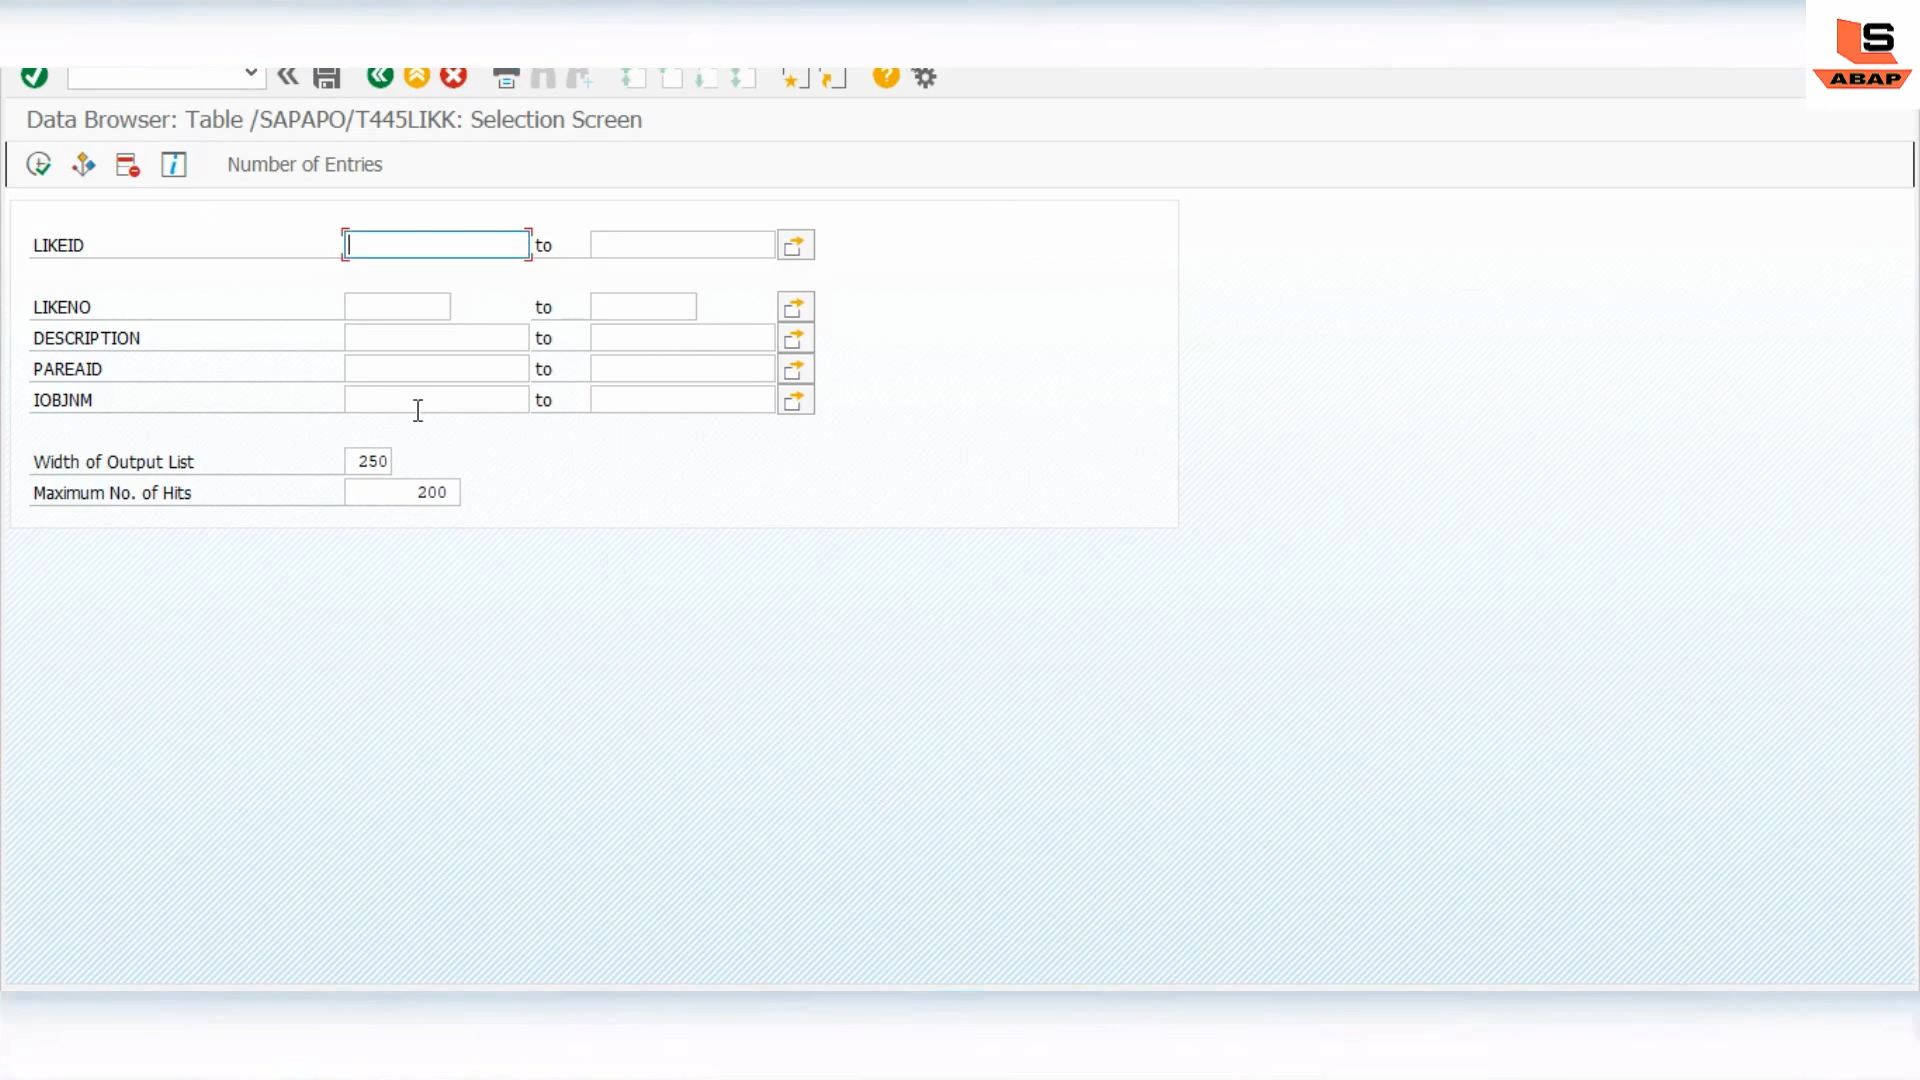 S
ABAP
Data Browser: Table /SAPAPO/T445LIKK: Selection Screen
Number of Entries
LIKEID to
LIKENO to
DESCRIPTION to
PAREAID to
IOBJNM to
Width of Output List 250
Maximum No. of Hits 200